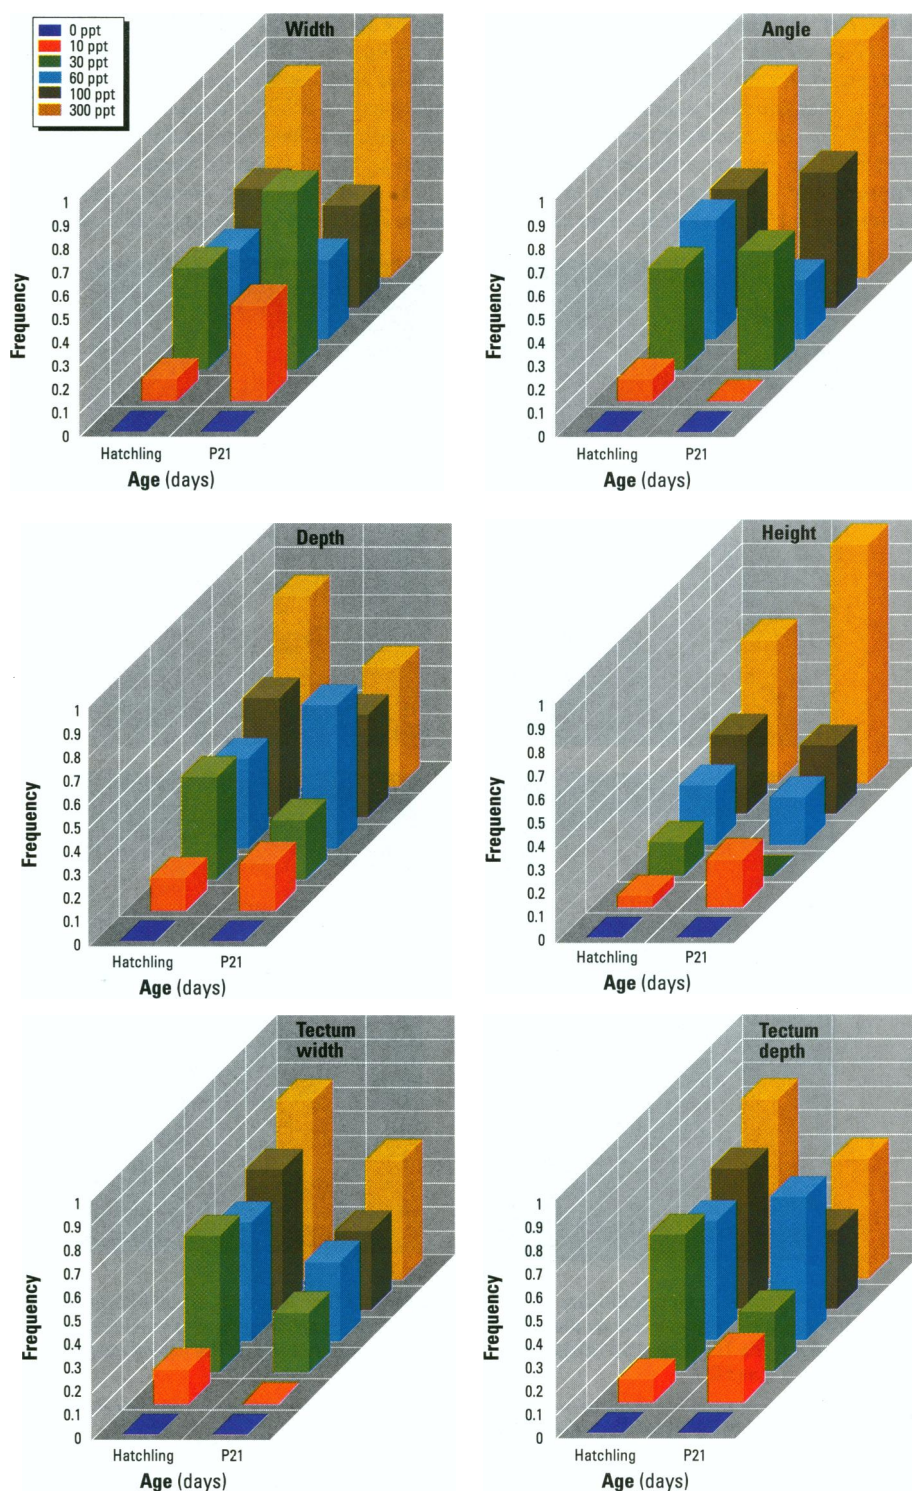 0 ppt
10 ppt
30 ppt
60 ppt
100 ppt
300 ppt
Width
Frequency
1
0.9
0.8
0.7
0.6
0.5
0.4
0.3
0.2
0.1
0
Hatchling P21
Age (days)
Angle
Frequency
1
0.9
0.8
0.7
0.6
0.5
0.4
0.3
0.2
0.1
0
Hatchling P21
Age (days)
Depth
Frequency
1
0.9
0.8
0.7
0.6
0.5
0.4
0.3
0.2
0.1
0
Hatchling P21
Age (days)
Height
Frequency
1
0.9
0.8
0.7
0.6
0.5
0.4
0.3
0.2
0.1
0
Hatchling P21
Age (days)
Tectum
width
Frequency
1
0.9
0.8
0.7
0.6
0.5
0.4
0.3
0.2
0.1
0
Hatchling P21
Age (days)
Tectum
depth
Frequency
1
0.9
0.8
0.7
0.6
0.5
0.4
0.3
0.2
0.1
0
Hatchling P21
Age (days)